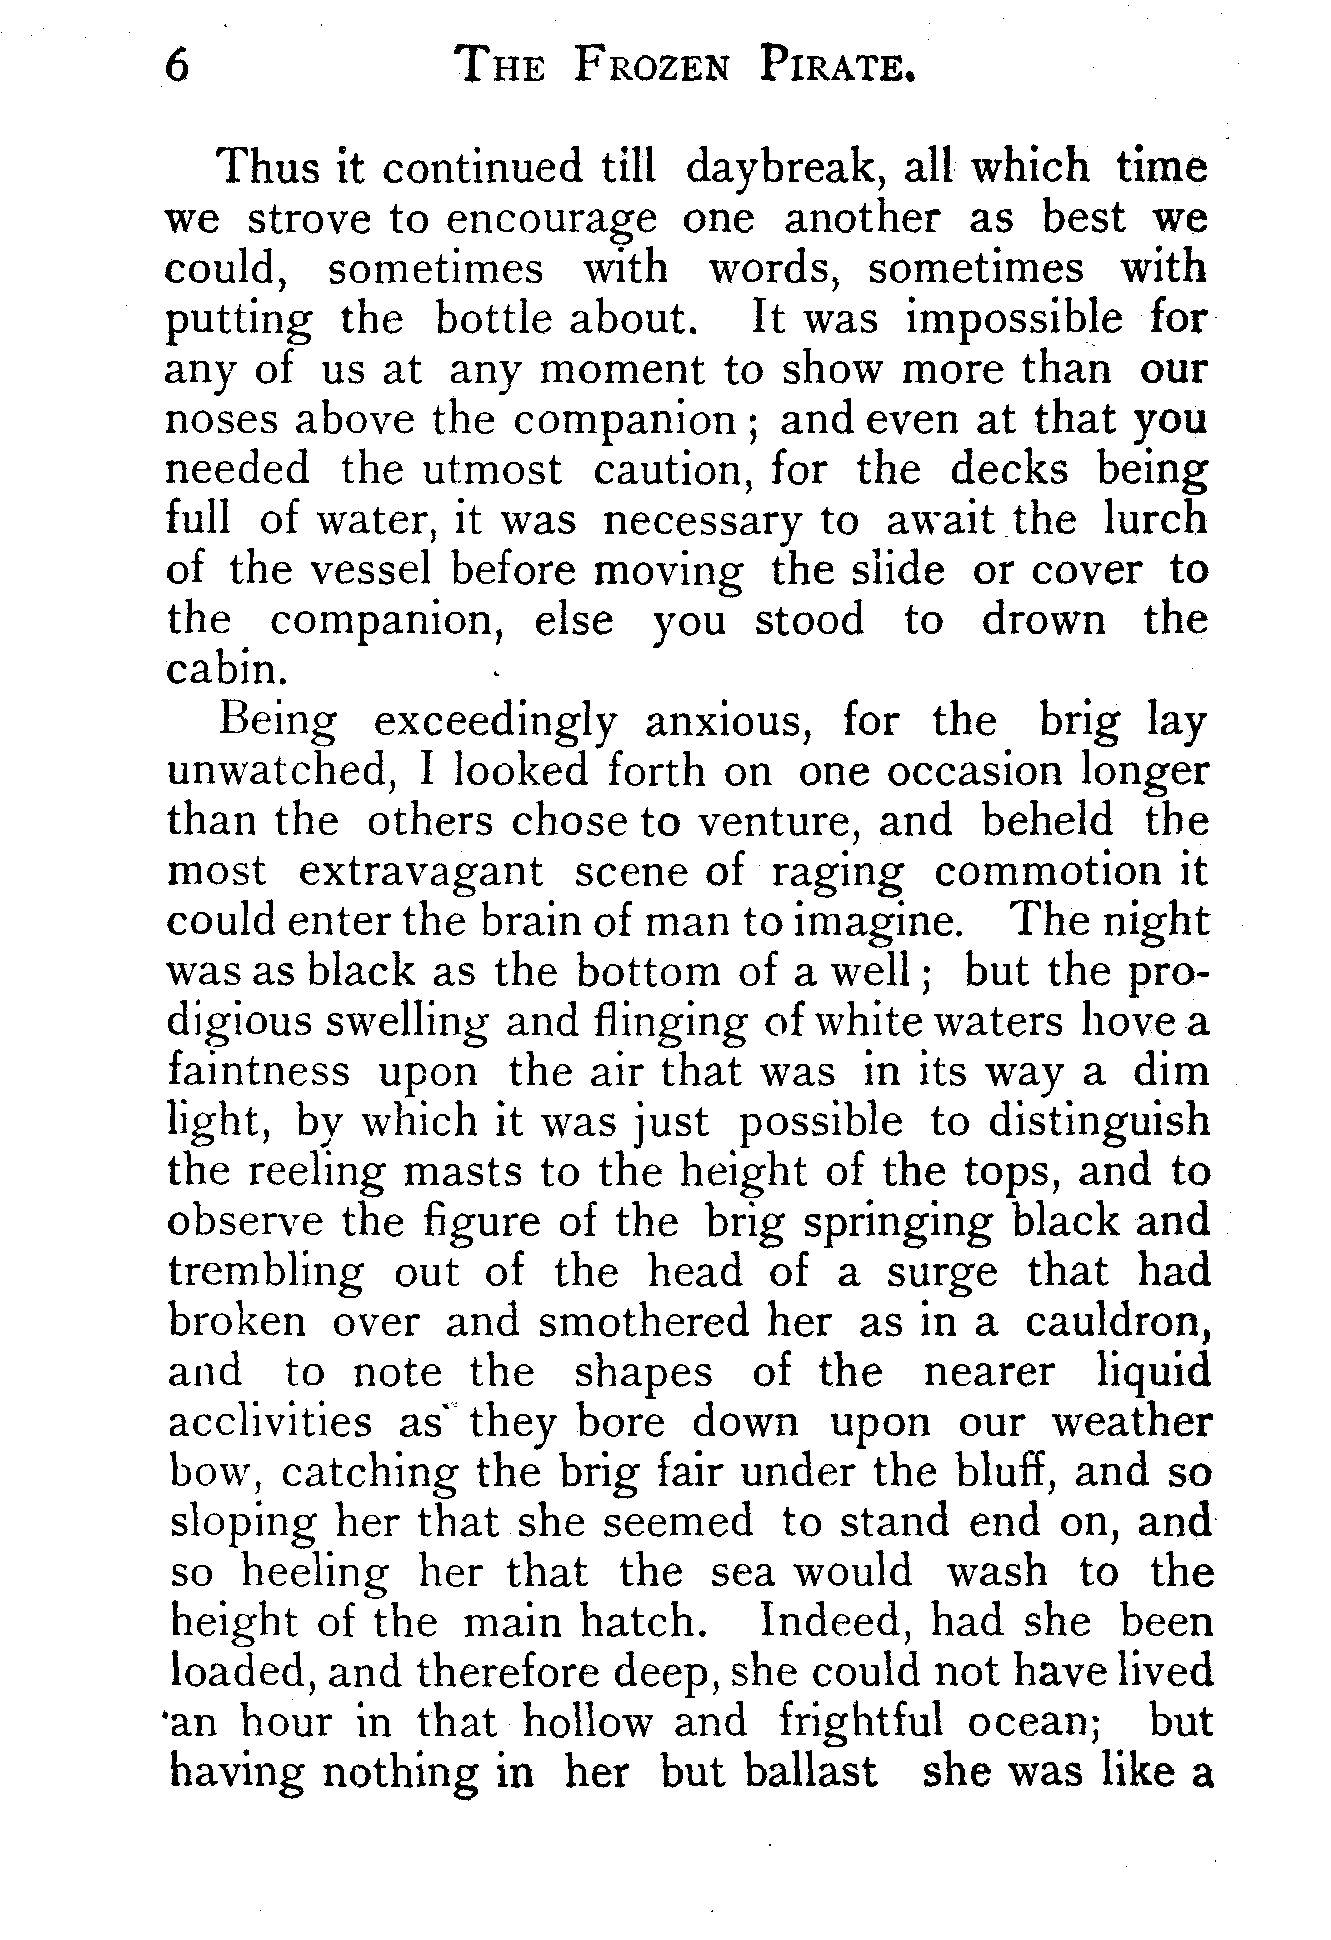 6 THE FROZEN PIRATE.
Thus it continued till daybreak, all which time
we strove to encourage one another as best we
could, sometimes with words, sometimes with
putting the bottle about. It was impossible for
any of us at any moment to show more than our
noses above the companion ; and even at that you
needed the utmost caution, for the decks being
full of water, it was necessary to await the lurch
of the vessel before moving the slide or cover to
the companion, else you stood to drown the
cabin.
Being exceedingly anxious, for the brig lay
unwatched, I looked forth on one occasion longer
than the others chose to venture, and beheld the
most extravagant scene of raging commotion it
could enter the brain of man to imagine. The night
was as black as the bottom of a well ; but the pro-
digious swelling and flinging of white waters hove a
faintness upon the air that was in its way a dim
light, by which it was just possible to distinguish
the reeling masts to the height of the tops, and to
observe the figure of the brig springing black and
trembling out of the head of a surge that had
broken over and smothered her as in a cauldron,
and to note the shapes of the nearer liquid
acclivities as they bore down upon our weather
bow, catching the brig fair under the bluff, and so
sloping her that she seemed to stand end on, and
so heeling her that the sea would wash to the
height of the main hatch. Indeed, had she been
loaded, and therefore deep, she could not have lived
an hour in that hollow and frightful ocean; but
having nothing in her but ballast she was like a